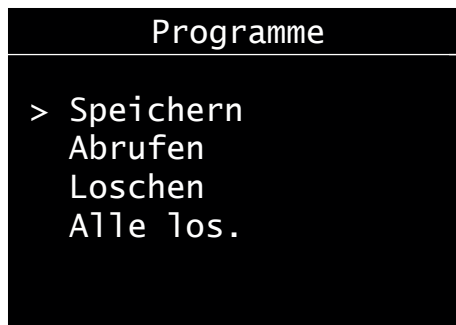 Programme
> Speichern
Abrufen
Loschen
Alle los.